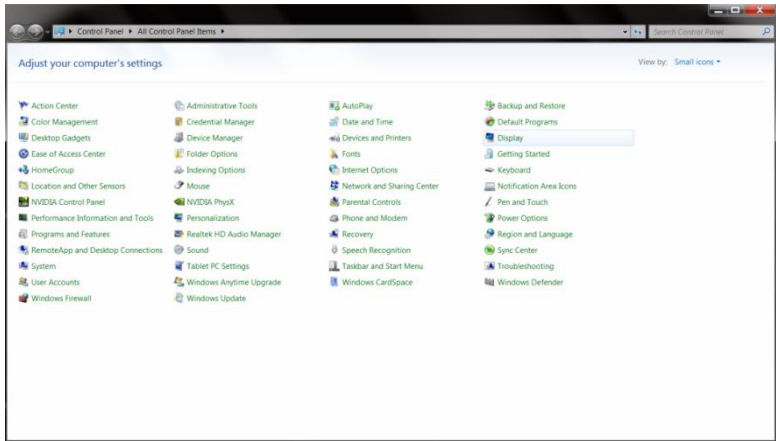 Control Panel ▸ All Control Panel Items ▸ Search Control Panel
Adjust your computer's settings View by: Small icons
Action Center Administrative Tools AutoPlay Backup and Restore
Color Management Credential Manager Date and Time Default Programs
Desktop Gadgets Device Manager Devices and Printers Display
Ease of Access Center Folder Options Fonts Getting Started
HomeGroup Indexing Options Internet Options Keyboard
Location and Other Sensors Mouse Network and Sharing Center Notification Area Icons
NVIDIA Control Panel NVIDIA PhysX Parental Controls Pen and Touch
Performance Information and Tools Personalization Phone and Modem Power Options
Programs and Features Realtek HD Audio Manager Recovery Region and Language
RemoteApp and Desktop Connections Sound Speech Recognition Sync Center
System Tablet PC Settings Taskbar and Start Menu Troubleshooting
User Accounts Windows Anytime Upgrade Windows CardSpace Windows Defender
Windows Firewall Windows Update